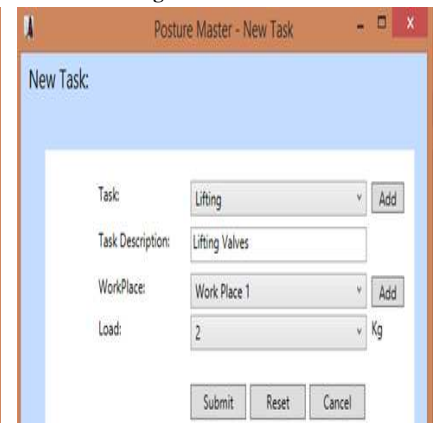 Posture Master - New Task
New Task:
Task: Lifting Add
Task Description: Lifting Valves
WorkPlace: Work Place 1 Add
Load: 2 Kg
Submit Reset Cancel